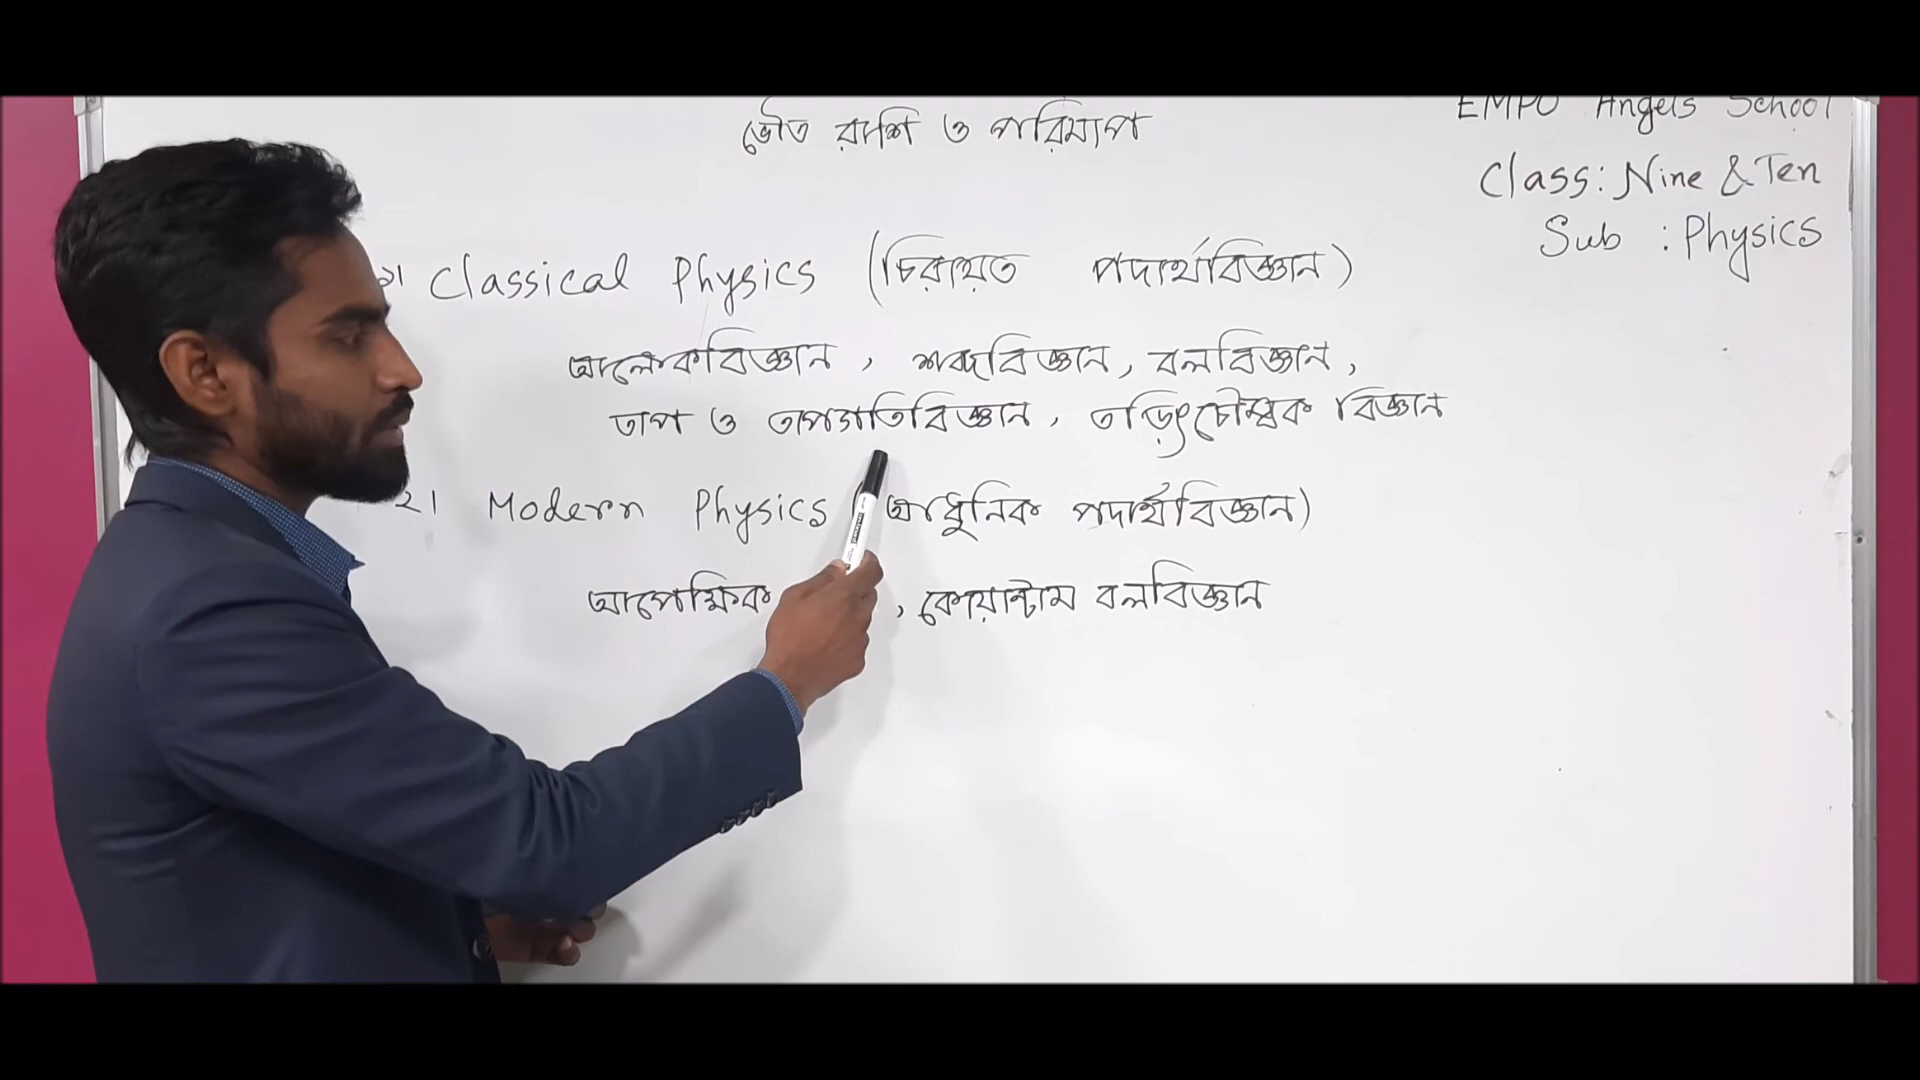 ভৌত রাশি ও পরিমাপ
EMPU Angels School
Class: Nine & Ten
Sub : Physics
১। Classical Physics (চিরায়ত পদার্থবিজ্ঞান)
আলোকবিজ্ঞান, শব্দবিজ্ঞান, বলবিজ্ঞান,
তাপ ও তাপগতিবিজ্ঞান, তড়িৎচৌম্বক বিজ্ঞান
২। Modern Physics (আধুনিক পদার্থবিজ্ঞান)
আপেক্ষিক , কোয়ান্টাম বলবিজ্ঞান